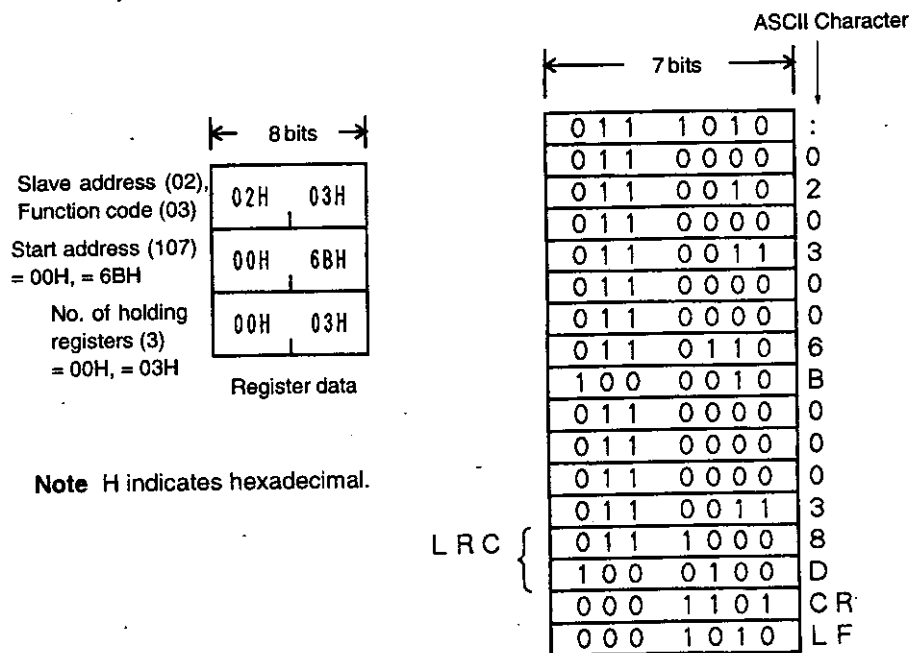 ASCII Character
7 bits
8 bits
Slave address (02),
Function code (03)
02H 03H
Start address (107)
= 00H, = 6BH
00H 6BH
No. of holding
registers (3)
= 00H, = 03H
00H 03H
Register data
Note H indicates hexadecimal.
011 1010 :
011 0000 0
011 0010 2
011 0000 0
011 0011 3
011 0000 0
011 0000 0
011 0110 6
100 0010 B
011 0000 0
011 0000 0
011 0000 0
011 0011 3
LRC { 011 1000 8
100 0100 D
000 1101 CR
000 1010 LF